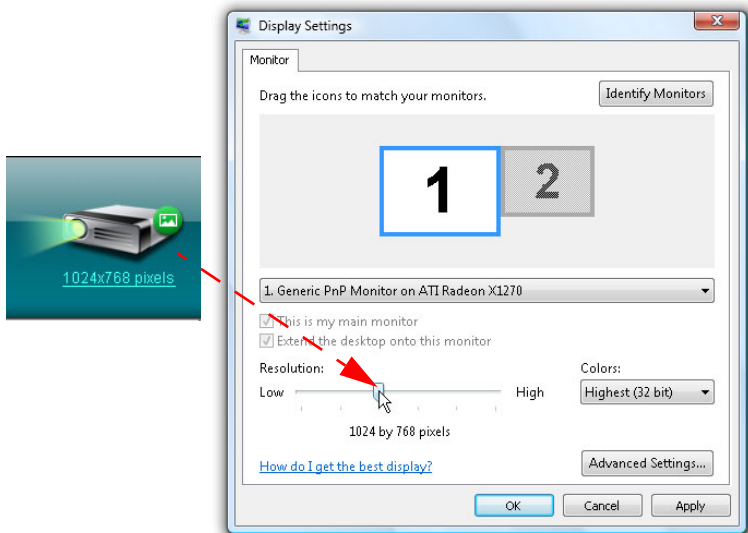 Display Settings
Monitor
Drag the icons to match your monitors.
Identify Monitors
1
2
1024x768 pixels
1. Generic PnP Monitor on ATI Radeon X1270
This is my main monitor
Extend the desktop onto this monitor
Resolution:
Colors:
Low
High
Highest (32 bit)
1024 by 768 pixels
How do I get the best display?
Advanced Settings...
OK
Cancel
Apply